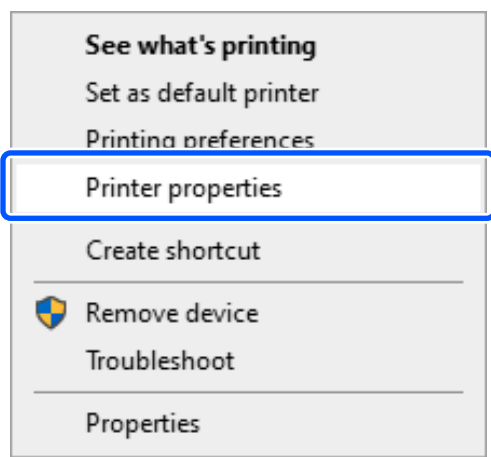 See what's printing
Set as default printer
Printing preferences
Printer properties
Create shortcut
Remove device
Troubleshoot
Properties